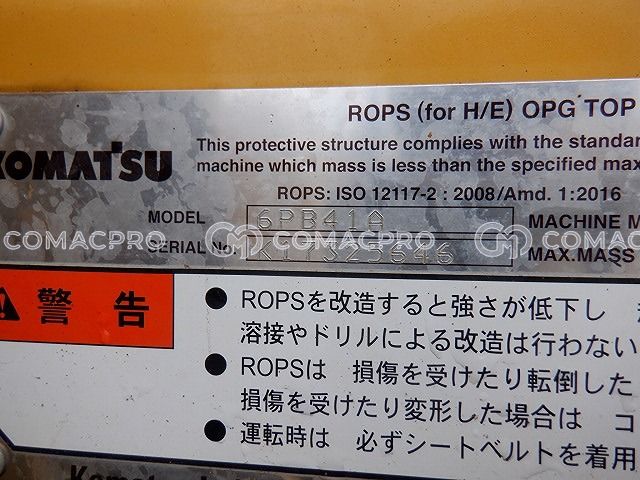 ROPS (for H/E) OPG TOP
KOMATSU
This protective structure complies with the standar
machine which mass is less than the specified max
ROPS: ISO 12117-2 : 2008/Amd. 1:2016
MODEL 6PB41A MACHINE M
COMACPRO COMACPRO COMACPRO
SERIAL No. MAX.MASS
警 告
● ROPSを改造すると強さが低下し
溶接やドリルによる改造は行わない
● ROPSは 損傷を受けたり転倒した
損傷を受けたり変形した場合は コ
● 運転時は 必ずシートベルトを着用